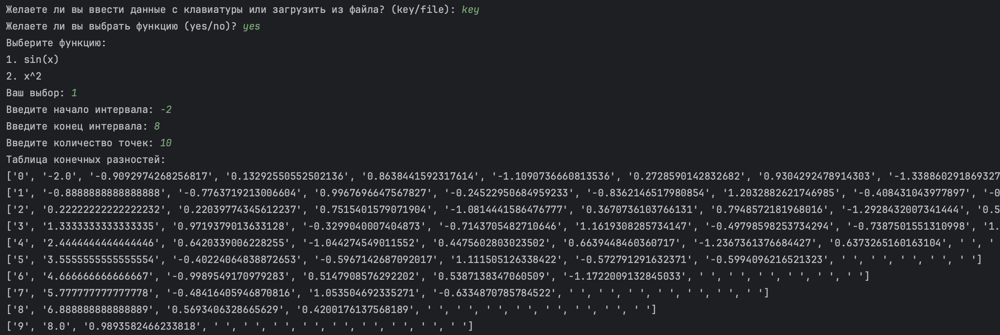 Желаете ли вы ввести данные с клавиатуры или загрузить из файла? (key/file): key
Желаете ли вы выбрать функцию (yes/no)? yes
Выберите функцию:
1. sin(x)
2. x^2
Ваш выбор: 1
Введите начало интервала: -2
Введите конец интервала: 8
Введите количество точек: 10
Таблица конечных разностей:
['0', '-2.0', '-0.9092974268256817', '0.13292550552502136', '0.8638441592317614', '-1.1090736660813536', '0.2728590142832682', '0.9304292478914303', '-1.338860291869327
['1', '-0.8888888888888888', '-0.7763719213006604', '0.9967696647567827', '-0.24522950684959233', '-0.8362146517980854', '1.2032882621746985', '-0.408431043977897', '-0
['2', '0.22222222222222232', '0.22039774345612237', '0.7515401579071904', '-1.0814441586476777', '0.3670736103766131', '0.7948572181968016', '-1.2928432007341444', '0.5
['3', '1.3333333333333335', '0.9719379013633128', '-0.3299040007404873', '-0.7143705482710646', '1.1619308285734147', '-0.49798598253734294', '-0.7387501551310998', '1.
['4', '2.4444444444444446', '0.6420339006228255', '-1.044274549011552', '0.4475602803023502', '0.6639448460360717', '-1.2367361376684427', '0.6373265160163104', ' ', '
['5', '3.5555555555555554', '-0.40224064838872653', '-0.5967142687092017', '1.111505126338422', '-0.572791291632371', '-0.5994096216521323', ' ', ' ', ' ', ' ', ' ']
['6', '4.666666666666667', '-0.9989549170979283', '0.5147908576292202', '0.5387138347060509', '-1.1722009132845033', ' ', ' ', ' ', ' ', ' ', ' ']
['7', '5.777777777777778', '-0.48416405946870816', '1.053504692335271', '-0.6334870785784522', ' ', ' ', ' ', ' ', ' ', ' ', ' ']
['8', '6.888888888888889', '0.5693406328665629', '0.4200176137568189', ' ', ' ', ' ', ' ', ' ', ' ', ' ', ' ']
['9', '8.0', '0.9893582466233818', ' ', ' ', ' ', ' ', ' ', ' ', ' ', ' ', ' ']